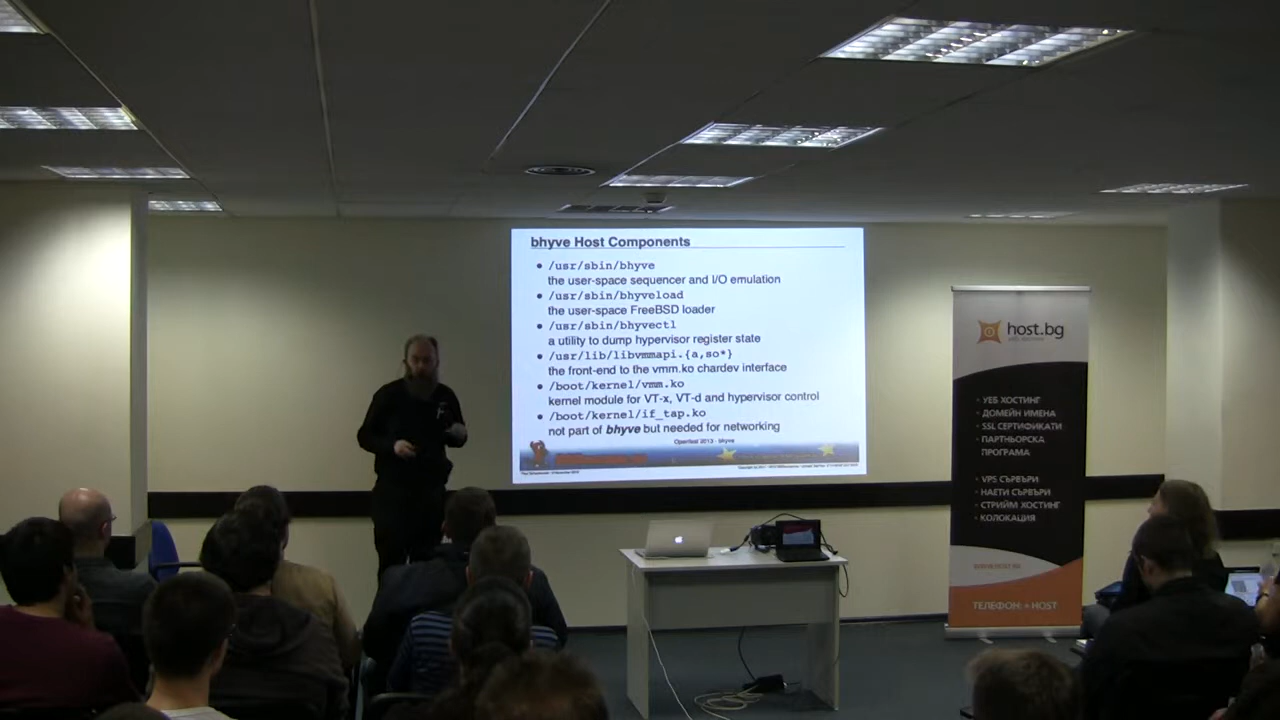 bhyve Host Components
• /usr/sbin/bhyve
the user-space sequencer and I/O emulation
• /usr/sbin/bhyveload
the user-space FreeBSD loader
• /usr/sbin/bhyvectl
a utility to dump hypervisor register state
• /usr/lib/libvmmapi.{a,so*}
the front-end to the vmm.ko chardev interface
• /boot/kernel/vmm.ko
kernel module for VT-x, VT-d and hypervisor control
• /boot/kernel/if_tap.ko
not part of bhyve but needed for networking
OpenFest 2013 - bhyve
host.bg
• УЕБ ХОСТИНГ
• ДОМЕЙН ИМЕНА
• SSL СЕРТИФИКАТИ
• ПАРТНЬОРСКА
ПРОГРАМА
• VPS СЪРВЪРИ
• НАЕТИ СЪРВЪРИ
• СТРИЙМ ХОСТИНГ
• КОЛОКАЦИЯ
WWW.HOST.BG
ТЕЛЕФОН: + HOST